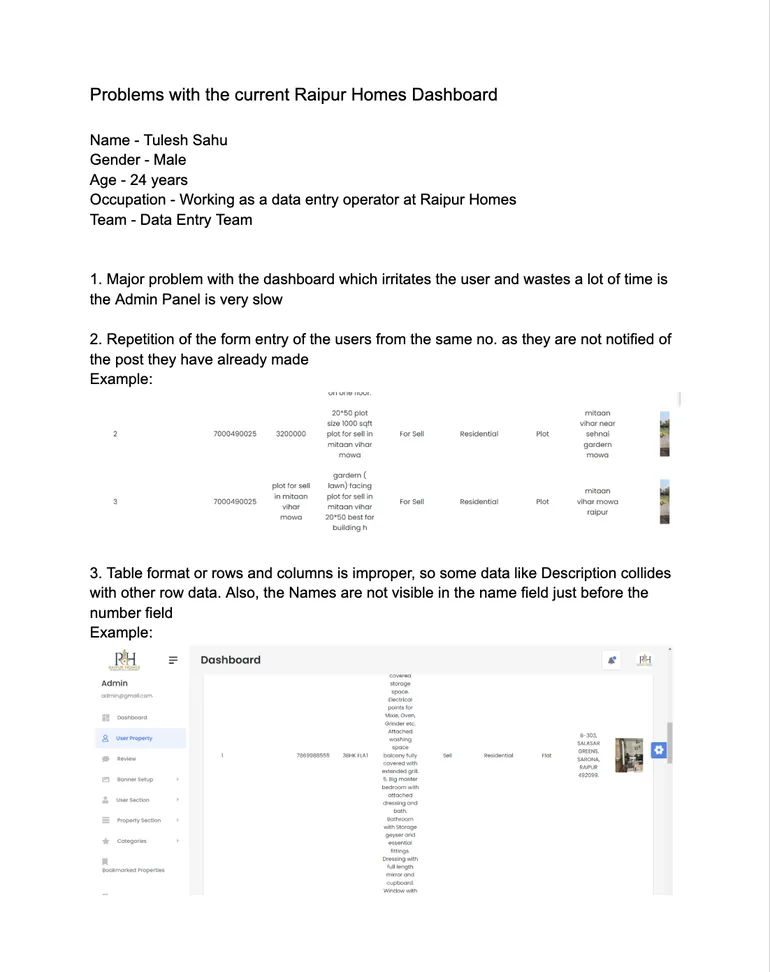 Problems with the current Raipur Homes Dashboard
Name - Tulesh Sahu
Gender - Male
Age - 24 years
Occupation - Working as a data entry operator at Raipur Homes
Team - Data Entry Team
1. Major problem with the dashboard which irritates the user and wastes a lot of time is
the Admin Panel is very slow
2. Repetition of the form entry of the users from the same no. as they are not notified of
the post they have already made
Example:
on one floor.
2
7000490025
3200000
20*50 plot
size 1000 sqft
plot for sell in
mitaan vihar
mowa
For Sell
Residential
Plot
mitaan
vihar near
sehnai
gardern
mowa
3
7000490025
plot for sell
in mitaan
vihar
mowa
gardern (
lawn) facing
plot for sell in
mitaan vihar
20*50 best for
building h
For Sell
Residential
Plot
mitaan
vihar mowa
raipur
3. Table format or rows and columns is improper, so some data like Description collides
with other row data. Also, the Names are not visible in the name field just before the
number field
Example:
RH
RAIPUR HOMES
Dashboard
RH
Admin
admin@gmail.com
Dashboard
User Property
Review
Banner Setup
User Section
Property Section
Categories
Bookmarked Properties
1
7869988555
3BHK FLAT
covered
storage
space.
Electrical
points for
Mixie, Oven,
Grinder etc.
Attached
washing
space
balcony fully
covered with
extended grill.
5. Big master
bedroom with
attached
dressing and
bath.
Bathroom
with Storage
geyser and
essential
fittings.
Dressing with
full length
mirror and
cupboard.
Window with
Sell
Residential
Flat
B-303,
SALASAR
GREENS,
SARONA,
RAIPUR
492099.